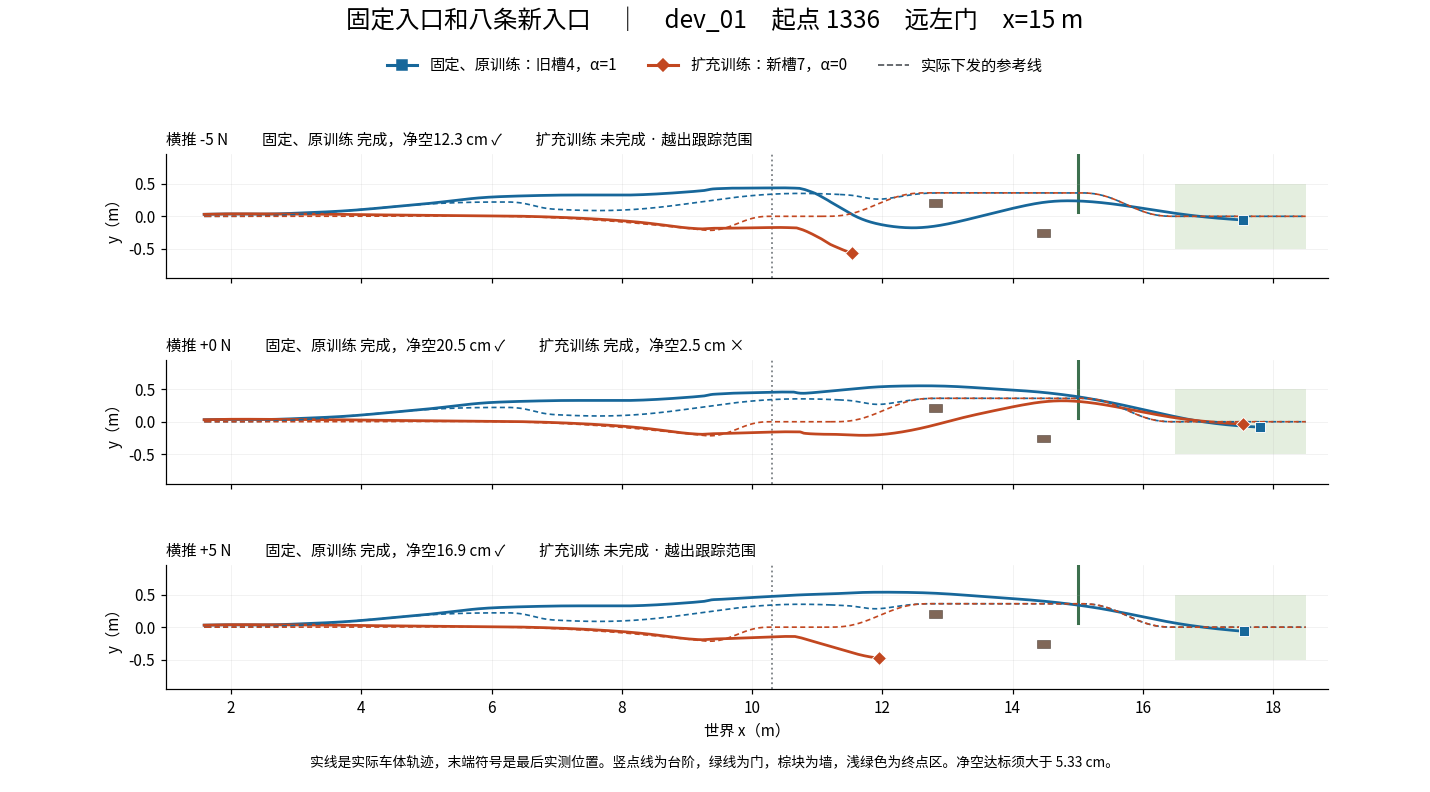 固定入口和八条新入口 ｜ dev_01 起点 1336 远左门 x=15 m
固定、原训练：旧槽4，α=1 扩充训练：新槽7，α=0 实际下发的参考线
横推 -5 N 固定、原训练 完成，净空12.3 cm ✓ 扩充训练 未完成 · 越出跟踪范围
0.5
0.0
-0.5
y（m）
横推 +0 N 固定、原训练 完成，净空20.5 cm ✓ 扩充训练 完成，净空2.5 cm ×
0.5
0.0
-0.5
y（m）
横推 +5 N 固定、原训练 完成，净空16.9 cm ✓ 扩充训练 未完成 · 越出跟踪范围
0.5
0.0
-0.5
y（m）
2 4 6 8 10 12 14 16 18
世界 x（m）
实线是实际车体轨迹，末端符号是最后实测位置。竖点线为台阶，绿线为门，棕块为墙，浅绿色为终点区。净空达标须大于 5.33 cm。